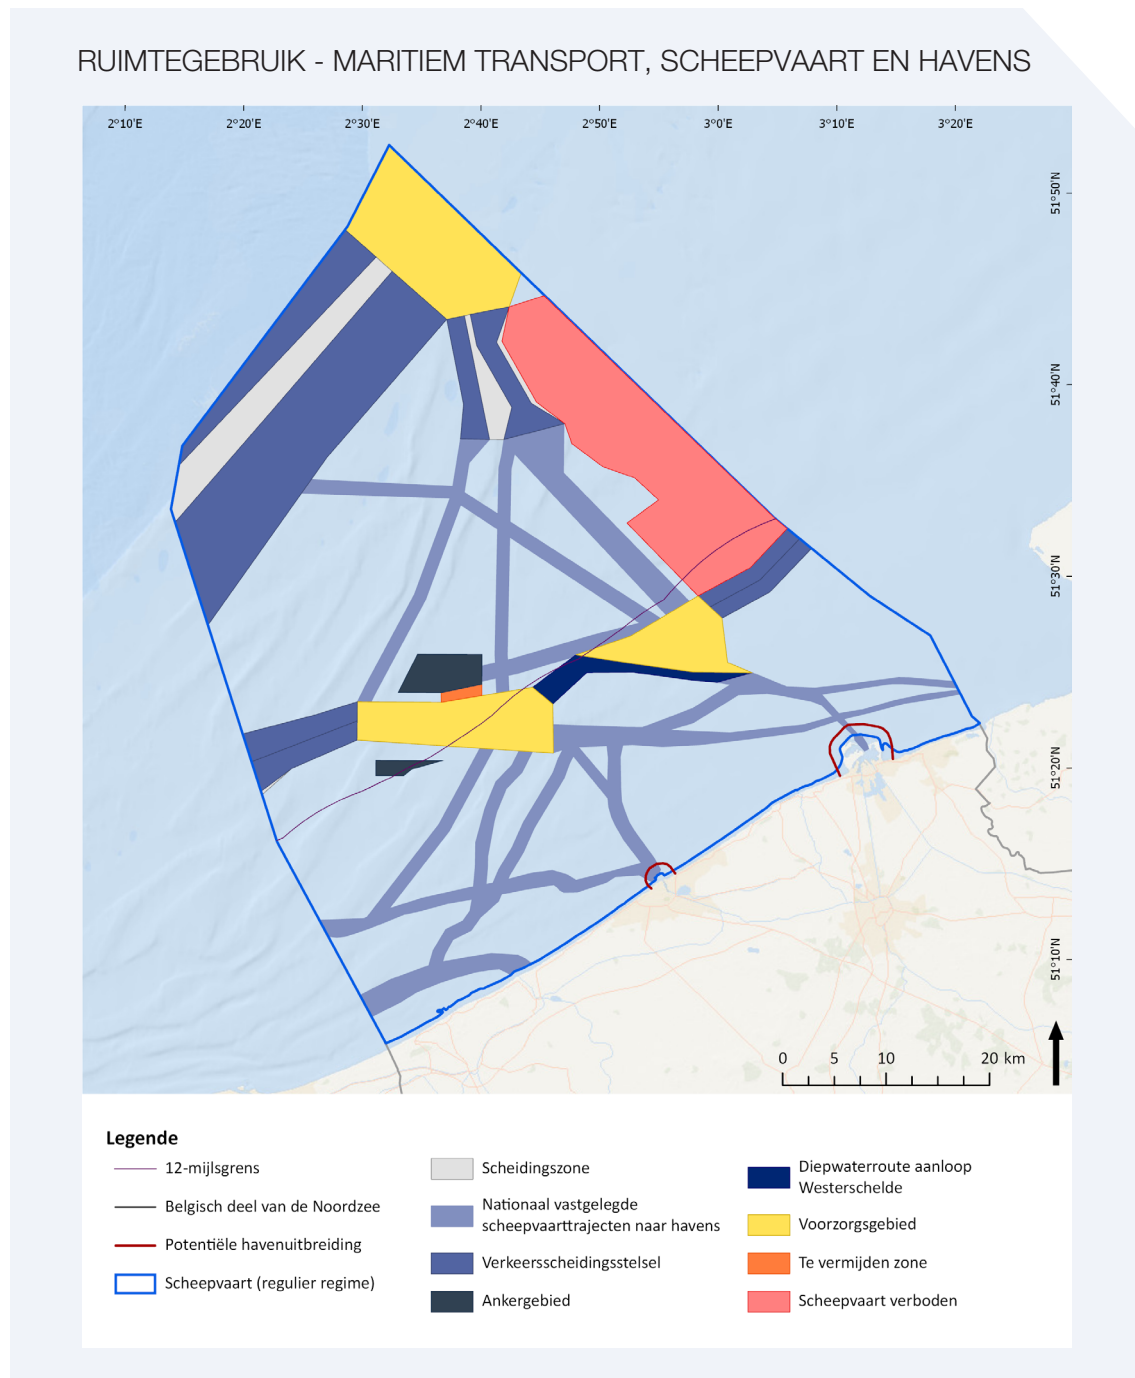 RUIMTEGEBRUIK - MARITIEM TRANSPORT, SCHEEPVAART EN HAVENS
2°10'E 2°20'E 2°30'E 2°40'E 2°50'E 3°0'E 3°10'E 3°20'E
51°50'N
51°40'N
51°30'N
51°20'N
51°10'N
0 5 10 20 km
Legende
12-mijlsgrens
Belgisch deel van de Noordzee
Potentiële havenuitbreiding
Scheepvaart (regulier regime)
Scheidingszone
Nationaal vastgelegde
scheepvaarttrajecten naar havens
Verkeersscheidingsstelsel
Ankergebied
Diepwaterroute aanloop
Westerschelde
Voorzorgsgebied
Te vermijden zone
Scheepvaart verboden